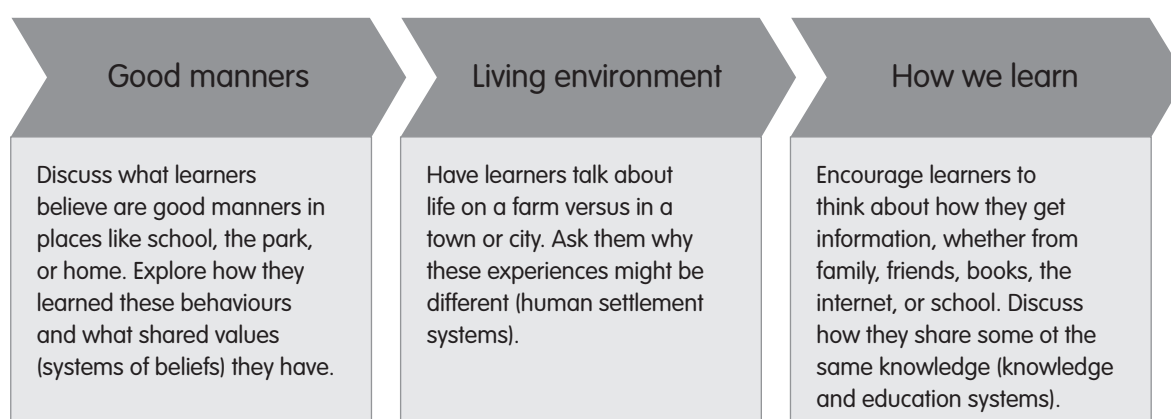 Good manners
Discuss what learners
believe are good manners in
places like school, the park,
or home. Explore how they
learned these behaviours
and what shared values
(systems of beliefs) they have.
Living environment
Have learners talk about
life on a farm versus in a
town or city. Ask them why
these experiences might be
different (human settlement
systems).
How we learn
Encourage learners to
think about how they get
information, whether from
family, friends, books, the
internet, or school. Discuss
how they share some ot the
same knowledge (knowledge
and education systems).